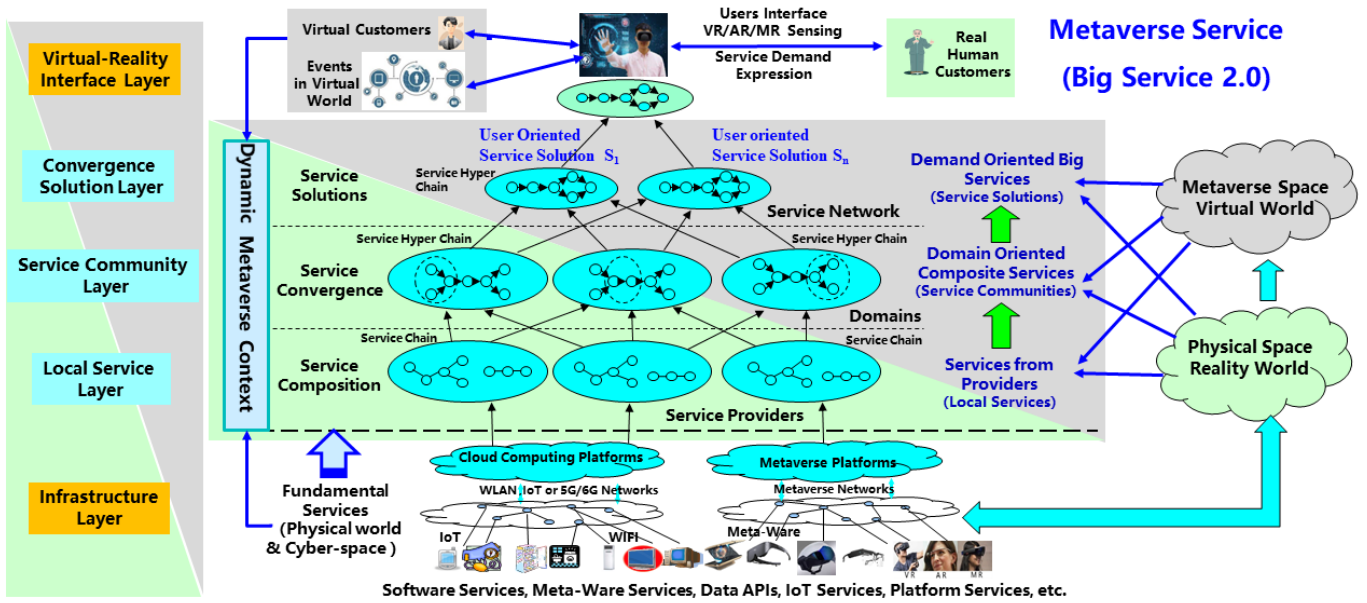 Metaverse Service
(Big Service 2.0)
Virtual-Reality
Interface Layer
Convergence
Solution Layer
Service Community
Layer
Local Service
Layer
Infrastructure
Layer
Virtual Customers
Events
in Virtual
World
Users Interface
VR/AR/MR Sensing
Service Demand
Expression
Real
Human
Customers
Dynamic Metaverse Context
User Oriented
Service Solution S1
User oriented
Service Solution Sn
Service
Solutions
Service Hyper
Chain
Service Network
Service Hyper Chain
Service Hyper Chain
Service
Convergence
Domains
Service Chain
Service Chain
Service
Composition
Service Providers
Demand Oriented Big
Services
(Service Solutions)
Domain Oriented
Composite Services
(Service Communities)
Services from
Providers
(Local Services)
Metaverse Space
Virtual World
Physical Space
Reality World
Fundamental
Services
(Physical world
& Cyber-space )
Cloud Computing Platforms
Metaverse Platforms
WLAN, IoT or 5G/6G Networks
Metaverse Networks
IoT
WIFI
Meta-Ware
VR
AR
MR
Software Services, Meta-Ware Services, Data APIs, IoT Services, Platform Services, etc.